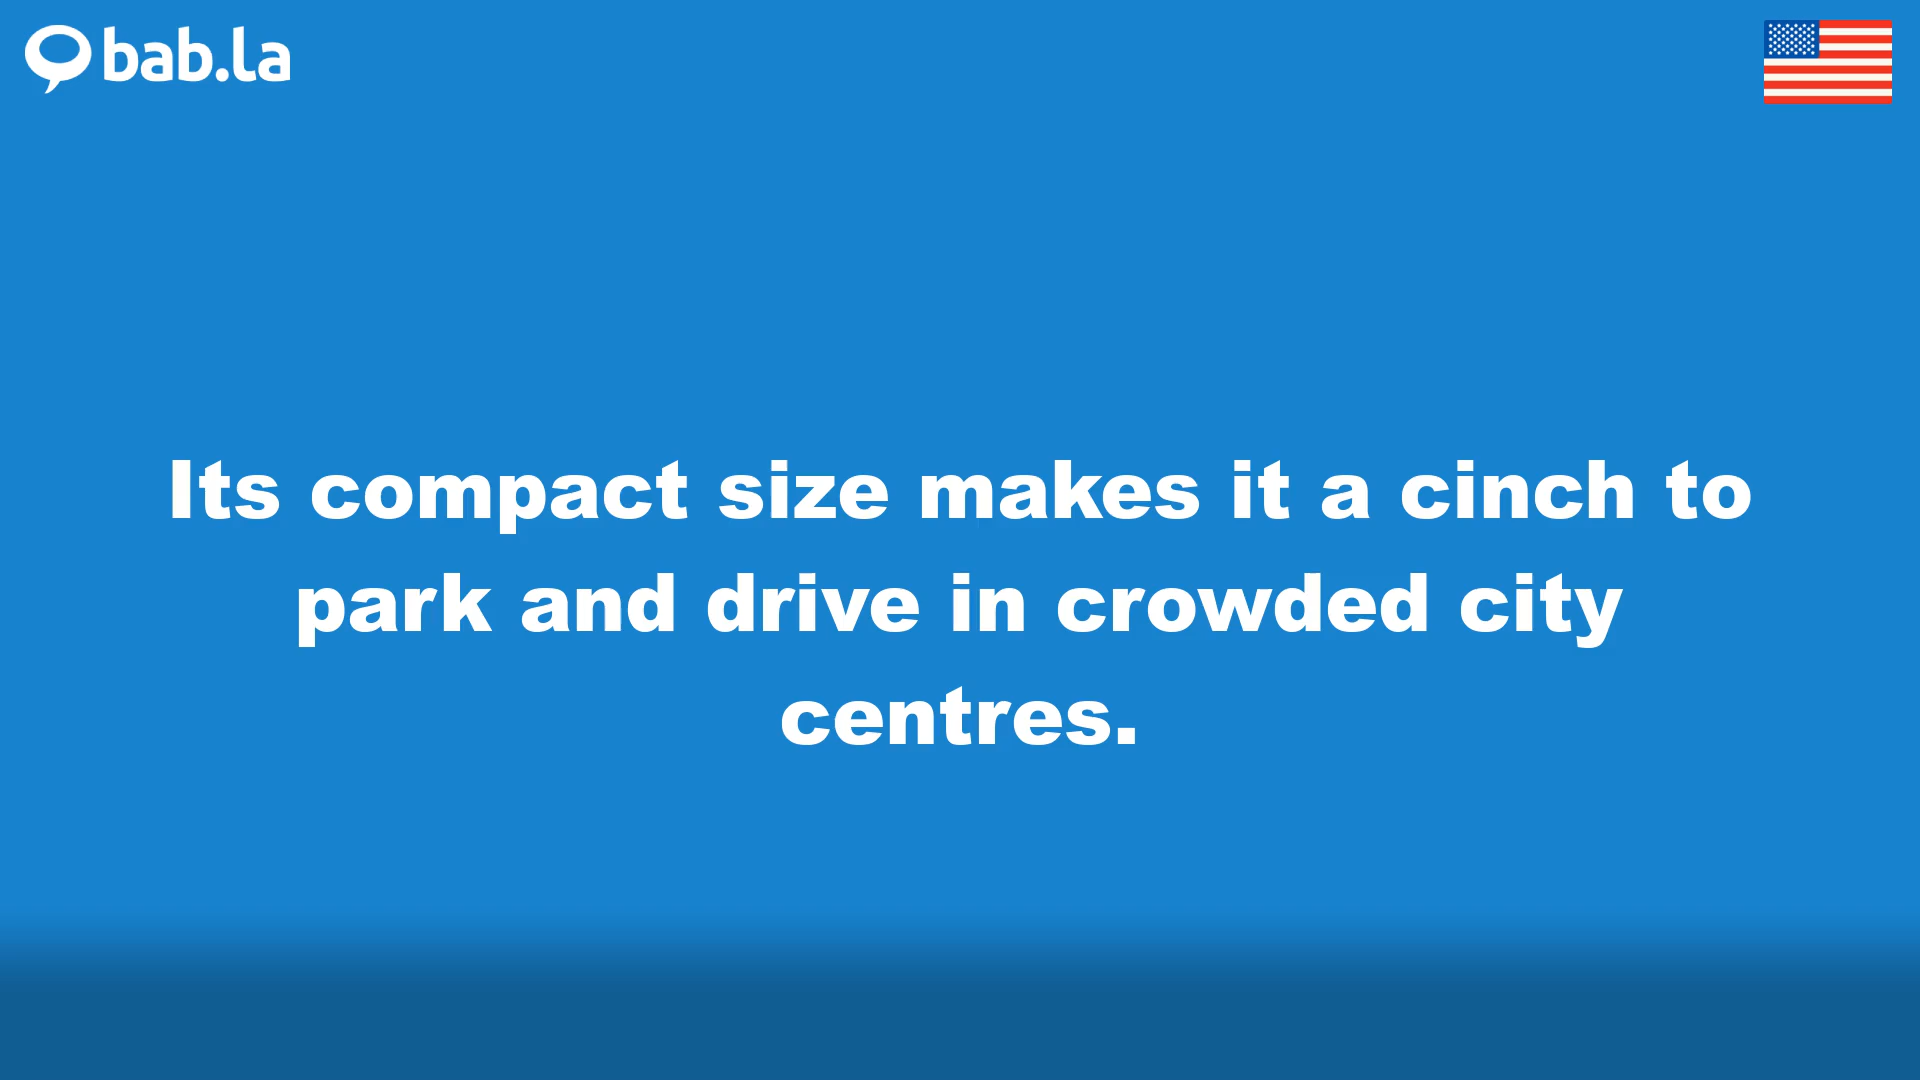 bab.la
Its compact size makes it a cinch to
park and drive in crowded city
centres.